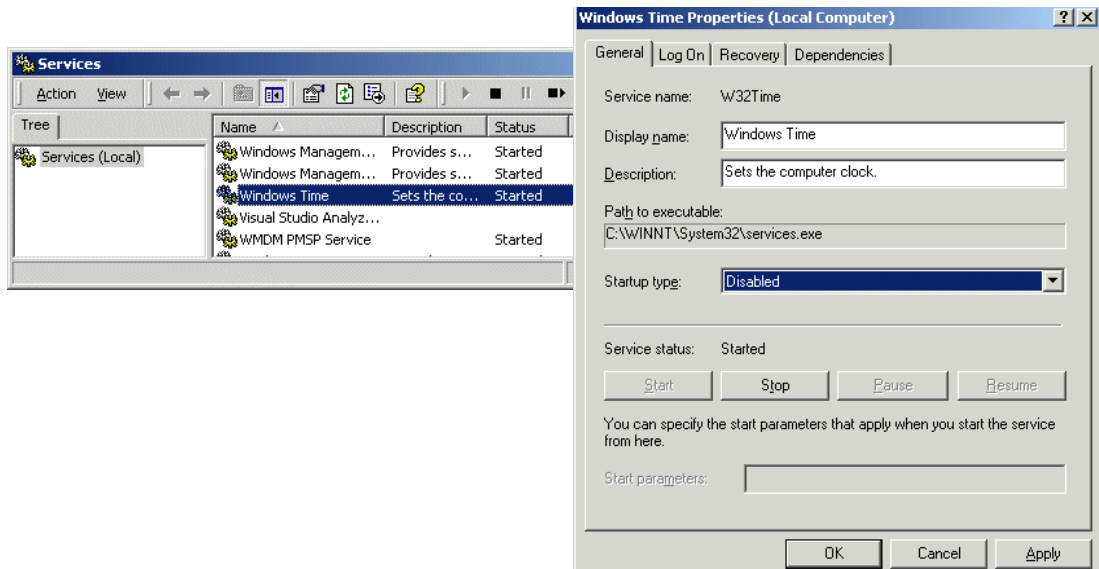 Services
Action View
Tree
Services (Local)
Name Description Status
Windows Managem... Provides s... Started
Windows Managem... Provides s... Started
Windows Time Sets the co... Started
Visual Studio Analyz...
WMDM PMSP Service Started
Windows Time Properties (Local Computer)
General Log On Recovery Dependencies
Service name: W32Time
Display name: Windows Time
Description: Sets the computer clock.
Path to executable:
C:\WINNT\System32\services.exe
Startup type: Disabled
Service status: Started
Start Stop Pause Resume
You can specify the start parameters that apply when you start the service
from here.
Start parameters:
OK Cancel Apply